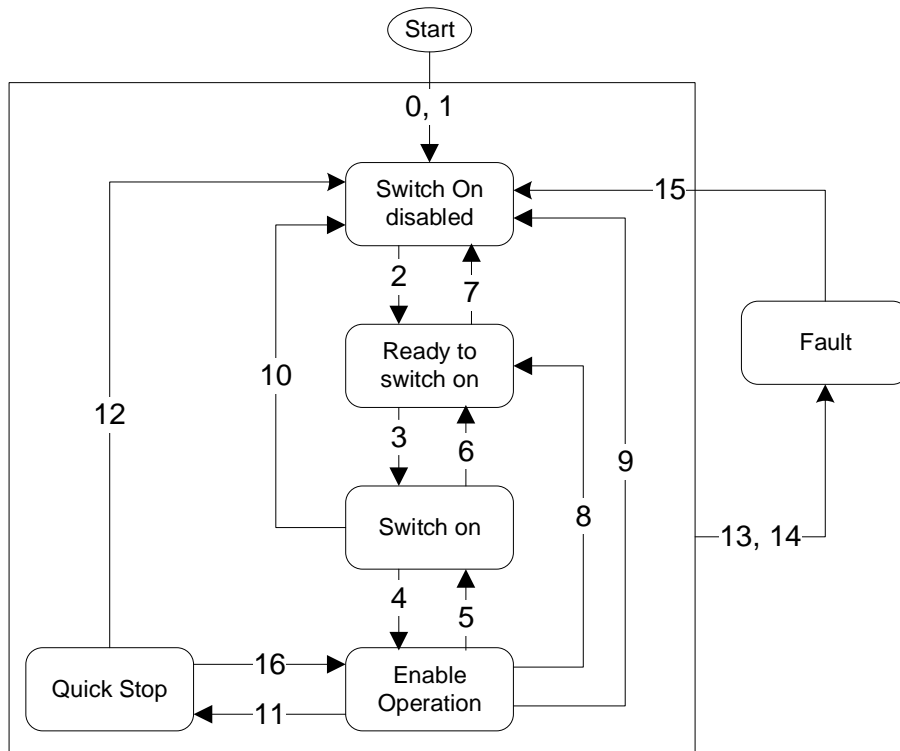 Start
0, 1
Switch On
disabled
15
2
7
Fault
Ready to
switch on
10
12
3
6
9
8
Switch on
13, 14
4
5
16
Enable
Operation
Quick Stop
11